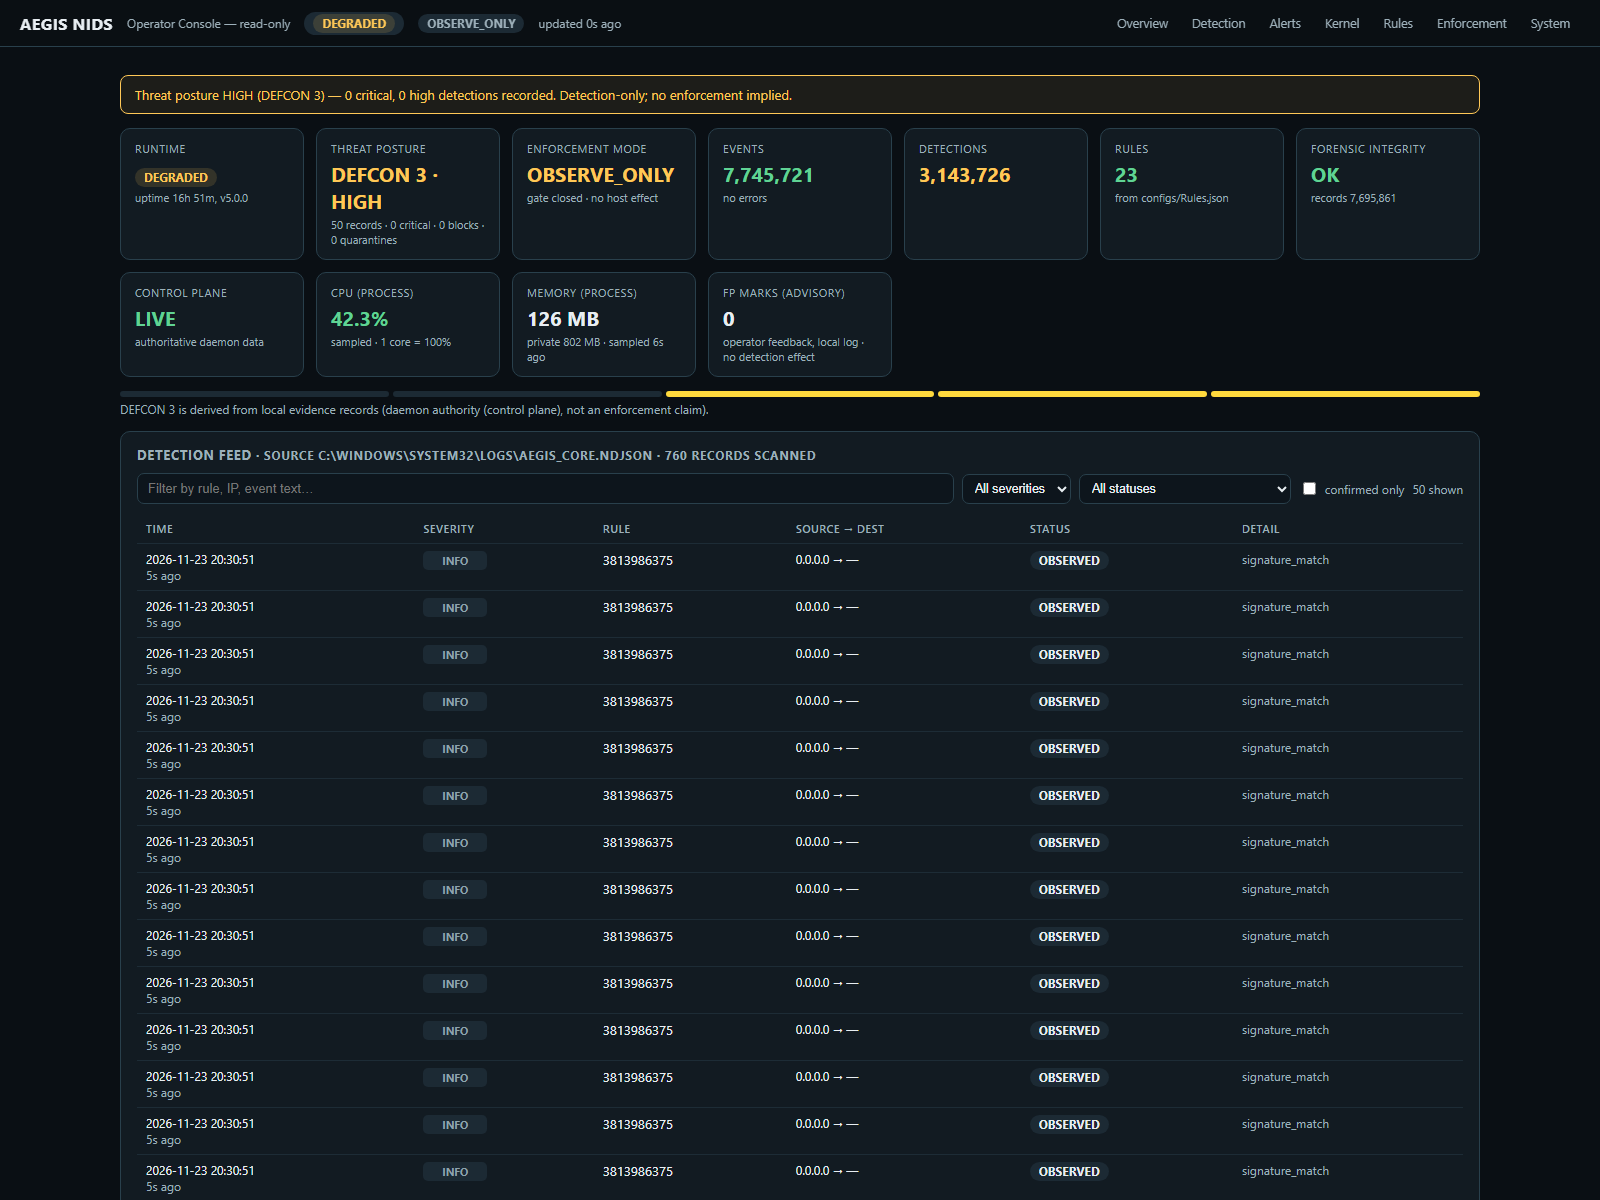 AEGIS NIDS Operator Console — read-only DEGRADED OBSERVE_ONLY updated 0s ago Overview Detection Alerts Kernel Rules Enforcement System
Threat posture HIGH (DEFCON 3) — 0 critical, 0 high detections recorded. Detection-only; no enforcement implied.
RUNTIME
DEGRADED
uptime 16h 51m, v5.0.0
THREAT POSTURE
DEFCON 3 ·
HIGH
50 records · 0 critical · 0 blocks ·
0 quarantines
ENFORCEMENT MODE
OBSERVE_ONLY
gate closed · no host effect
EVENTS
7,745,721
no errors
DETECTIONS
3,143,726
RULES
23
from configs/Rules.json
FORENSIC INTEGRITY
OK
records 7,695,861
CONTROL PLANE
LIVE
authoritative daemon data
CPU (PROCESS)
42.3%
sampled · 1 core = 100%
MEMORY (PROCESS)
126 MB
private 802 MB · sampled 6s
ago
FP MARKS (ADVISORY)
0
operator feedback, local log ·
no detection effect
DEFCON 3 is derived from local evidence records (daemon authority (control plane), not an enforcement claim).
DETECTION FEED · SOURCE C:\WINDOWS\SYSTEM32\LOGS\AEGIS_CORE.NDJSON · 760 RECORDS SCANNED
Filter by rule, IP, event text… All severities All statuses confirmed only 50 shown
TIME SEVERITY RULE SOURCE → DEST STATUS DETAIL
2026-11-23 20:30:51 INFO 3813986375 0.0.0.0 → — OBSERVED signature_match
5s ago
2026-11-23 20:30:51 INFO 3813986375 0.0.0.0 → — OBSERVED signature_match
5s ago
2026-11-23 20:30:51 INFO 3813986375 0.0.0.0 → — OBSERVED signature_match
5s ago
2026-11-23 20:30:51 INFO 3813986375 0.0.0.0 → — OBSERVED signature_match
5s ago
2026-11-23 20:30:51 INFO 3813986375 0.0.0.0 → — OBSERVED signature_match
5s ago
2026-11-23 20:30:51 INFO 3813986375 0.0.0.0 → — OBSERVED signature_match
5s ago
2026-11-23 20:30:51 INFO 3813986375 0.0.0.0 → — OBSERVED signature_match
5s ago
2026-11-23 20:30:51 INFO 3813986375 0.0.0.0 → — OBSERVED signature_match
5s ago
2026-11-23 20:30:51 INFO 3813986375 0.0.0.0 → — OBSERVED signature_match
5s ago
2026-11-23 20:30:51 INFO 3813986375 0.0.0.0 → — OBSERVED signature_match
5s ago
2026-11-23 20:30:51 INFO 3813986375 0.0.0.0 → — OBSERVED signature_match
5s ago
2026-11-23 20:30:51 INFO 3813986375 0.0.0.0 → — OBSERVED signature_match
5s ago
2026-11-23 20:30:51 INFO 3813986375 0.0.0.0 → — OBSERVED signature_match
5s ago
2026-11-23 20:30:51 INFO 3813986375 0.0.0.0 → — OBSERVED signature_match
5s ago